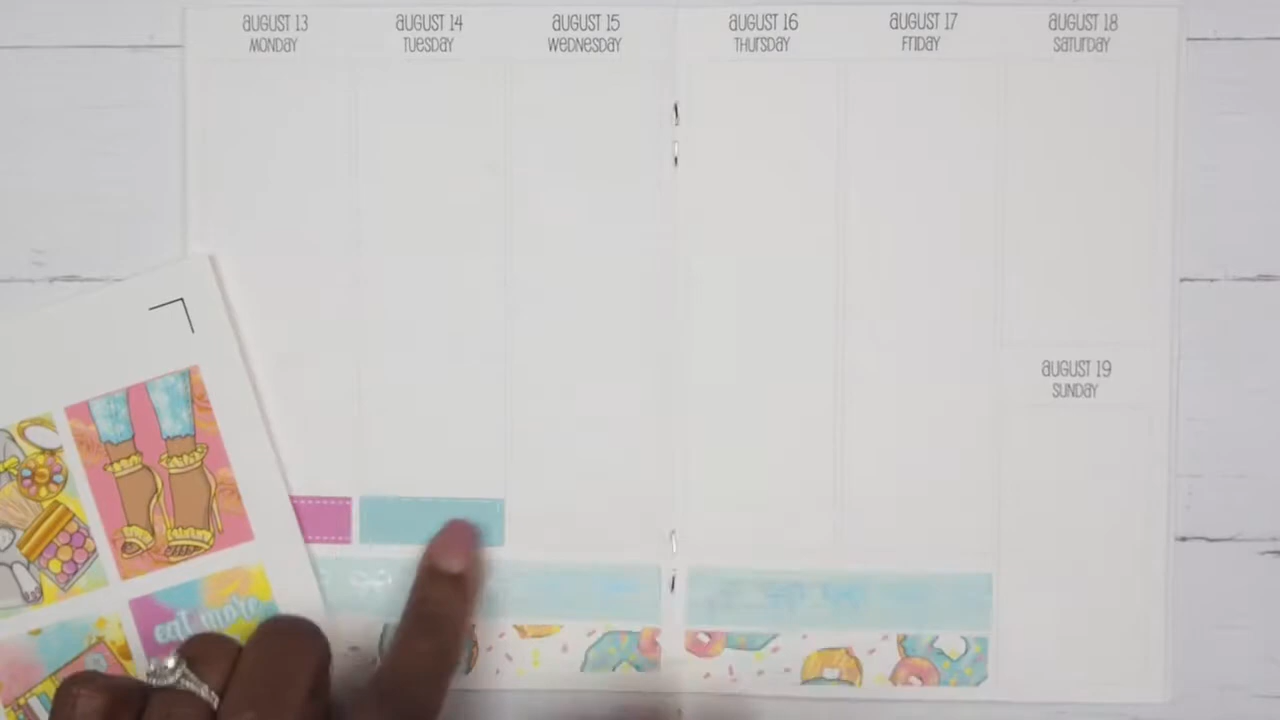 AUGUST 13
MONDAY
AUGUST 14
TUESDAY
AUGUST 15
WEDNESDAY
AUGUST 16
THURSDAY
AUGUST 17
FRIDAY
AUGUST 18
SATURDAY
AUGUST 19
SUNDAY
eat more